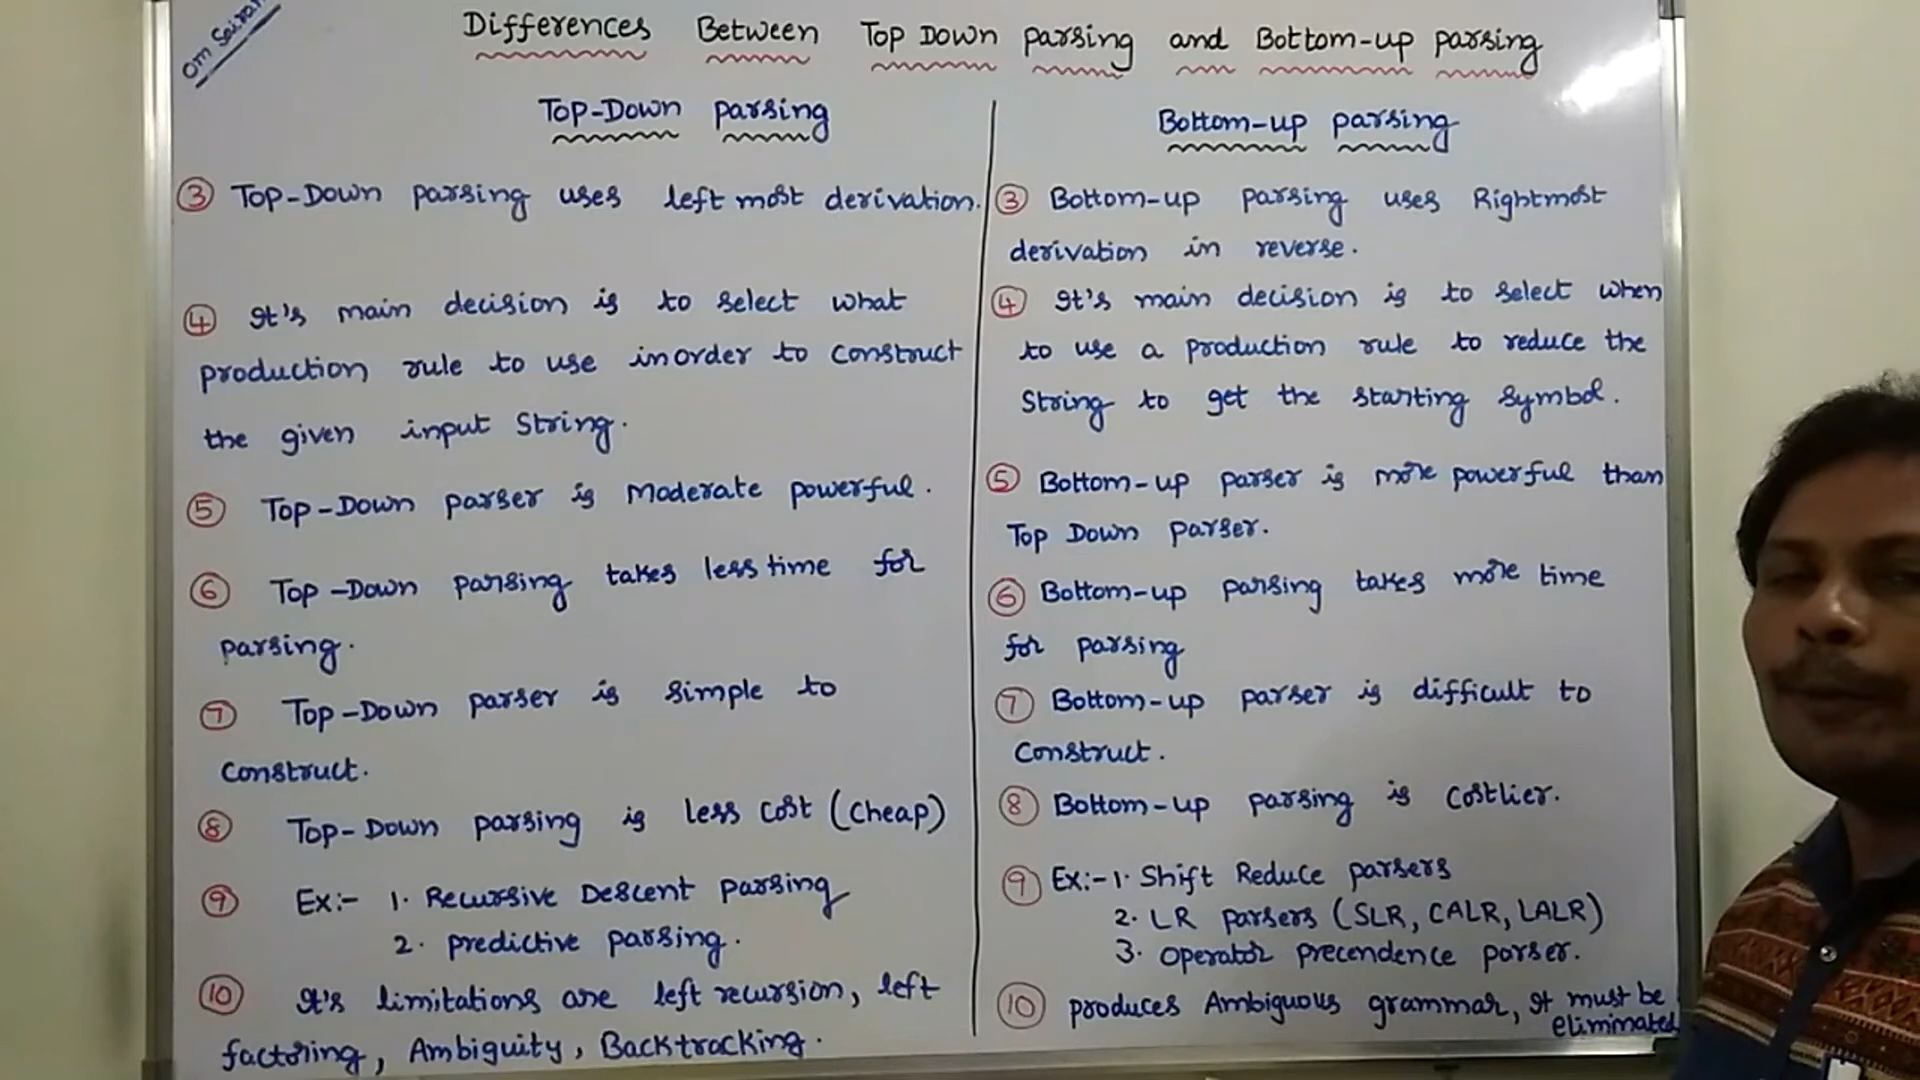 Om Sairam
Differences Between Top Down parsing and Bottom-up parsing
Top-Down parsing
③ Top-Down parsing uses left most derivation.
④ It's main decision is to select what
production rule to use inorder to construct
the given input string.
⑤ Top-Down parser is Moderate powerful.
⑥ Top-Down parsing takes less time for
parsing.
⑦ Top-Down parser is simple to
construct.
⑧ Top-Down parsing is less cost (cheap)
⑨ Ex:- 1. Recursive Descent parsing
2. predictive parsing.
⑩ It's limitations are left recursion, left
factoring, Ambiguity, Backtracking.
Bottom-up parsing
③ Bottom-up parsing uses Rightmost
derivation in reverse.
④ It's main decision is to select when
to use a production rule to reduce the
string to get the starting symbol.
⑤ Bottom-up parser is more powerful than
Top Down parser.
⑥ Bottom-up parsing takes more time
for parsing
⑦ Bottom-up parser is difficult to
construct.
⑧ Bottom-up parsing is costlier.
⑨ Ex:- 1. Shift Reduce parsers
2. LR parsers (SLR, CALR, LALR)
3. Operator precendence parser.
⑩ produces Ambiguous grammar, It must be
eliminated